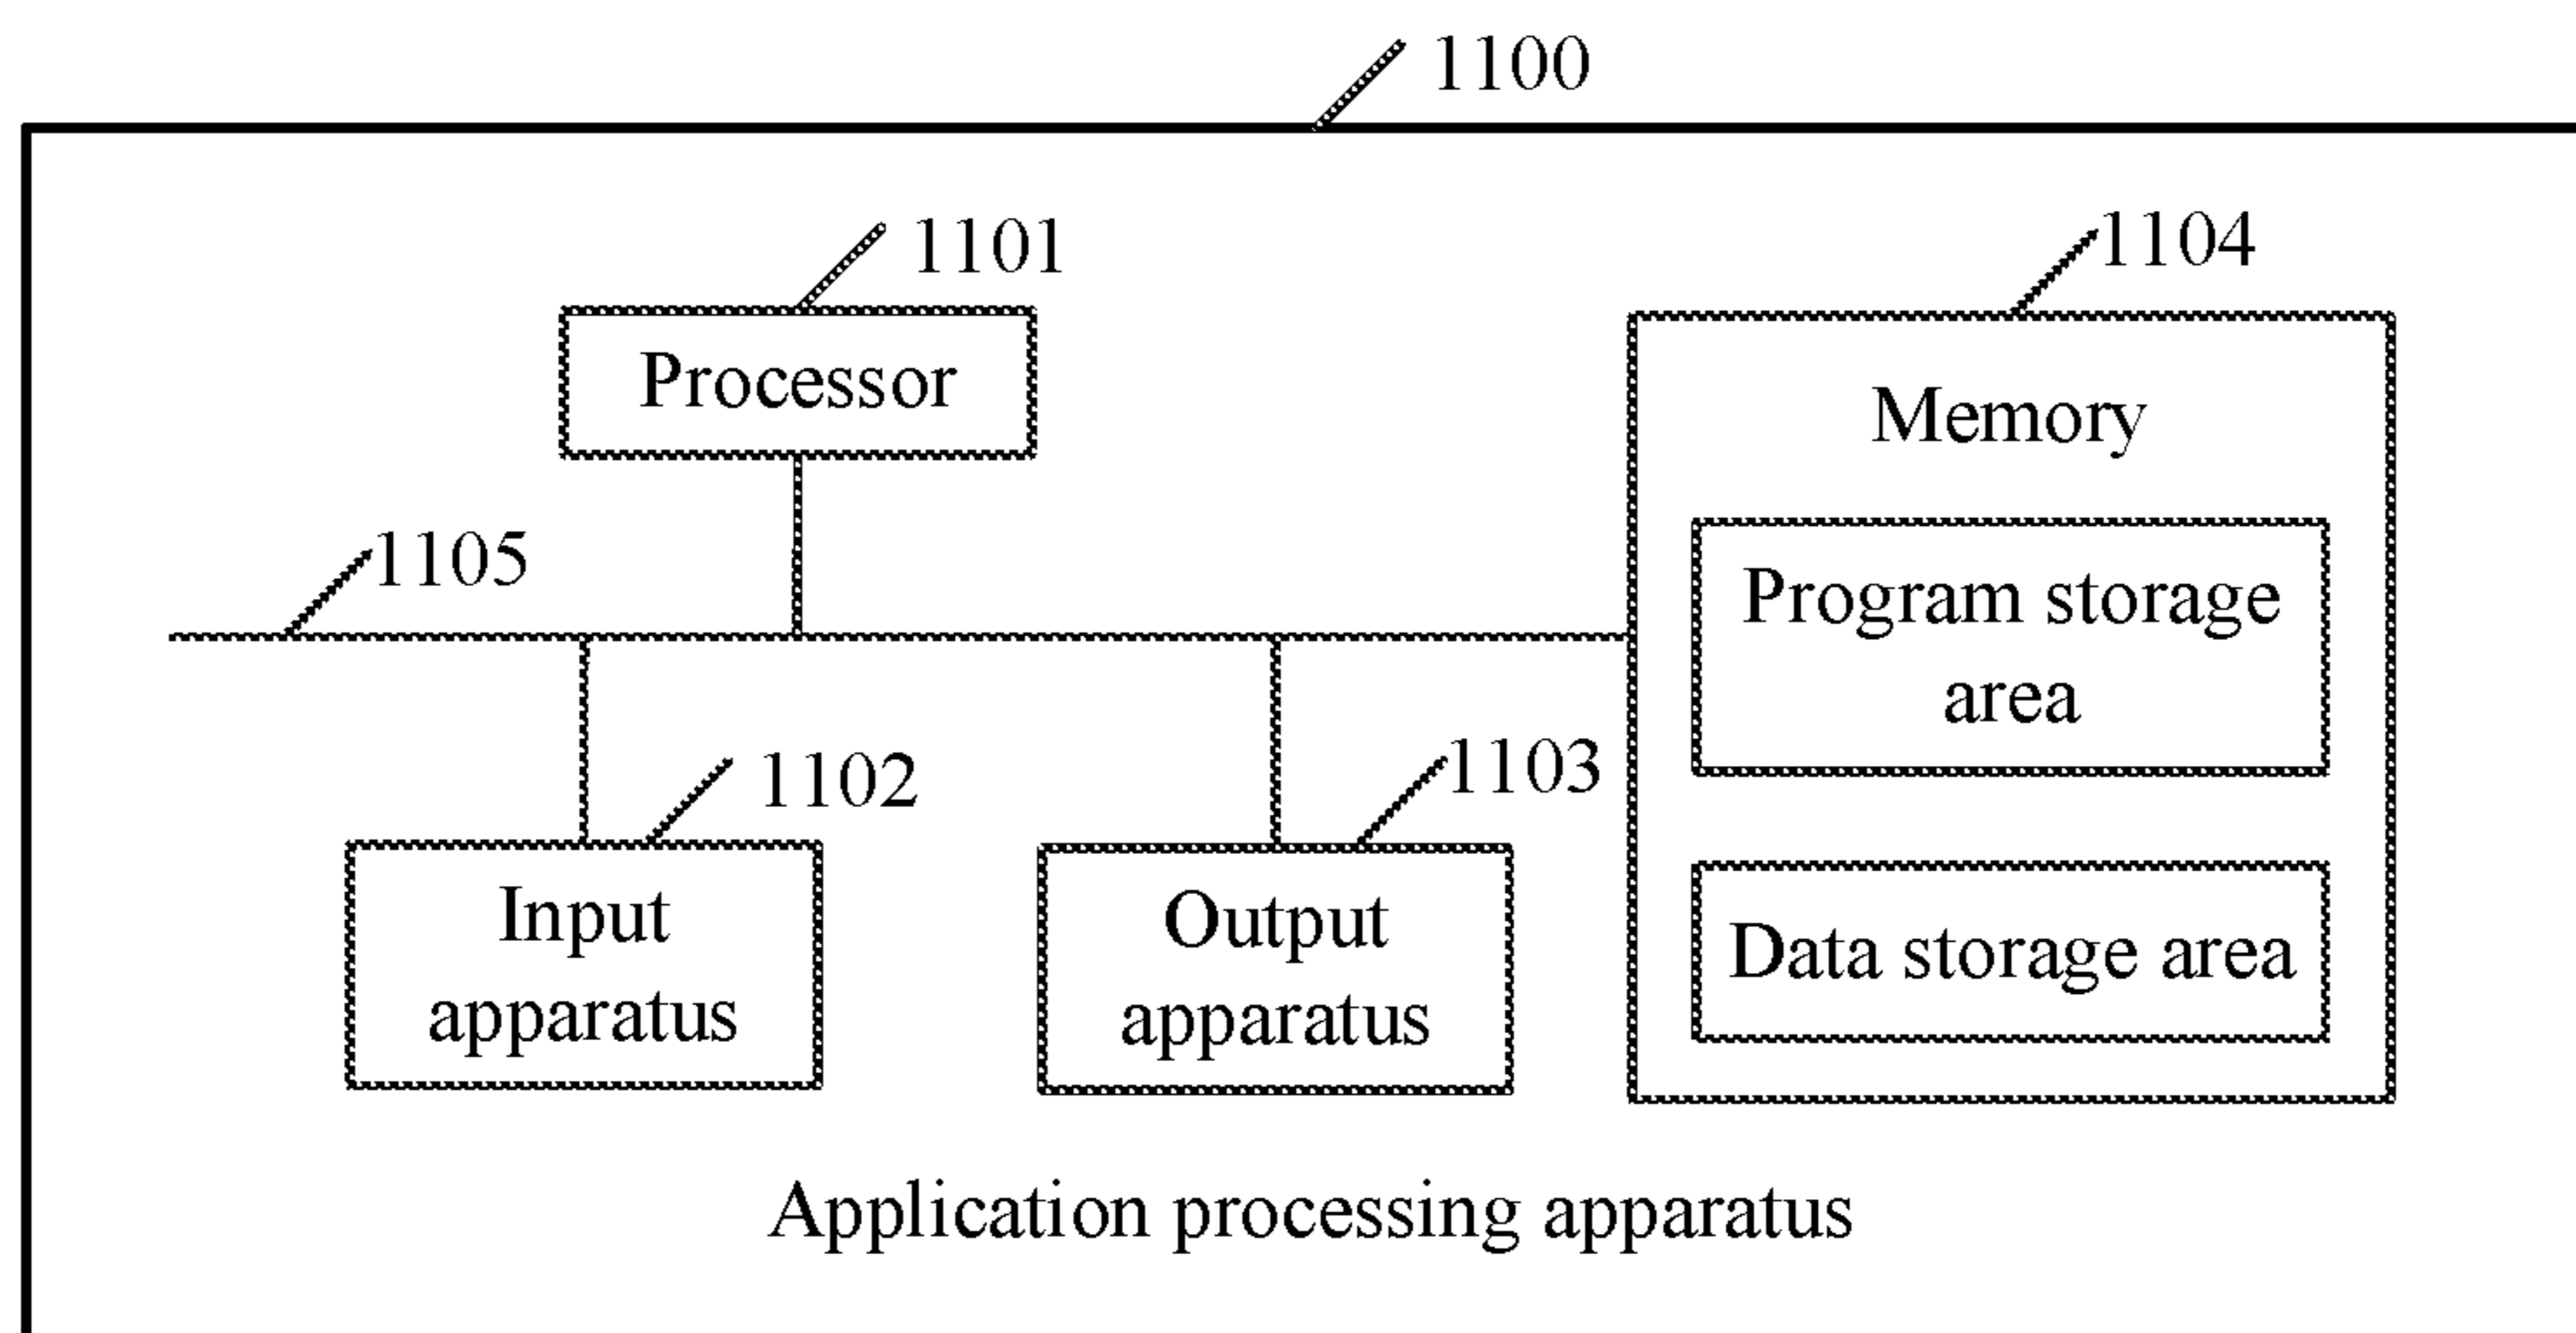 1100
1101
1104
Processor
Memory
1105
Program storage
area
1102
1103
Input
apparatus
Output
apparatus
Data storage area
Application processing apparatus